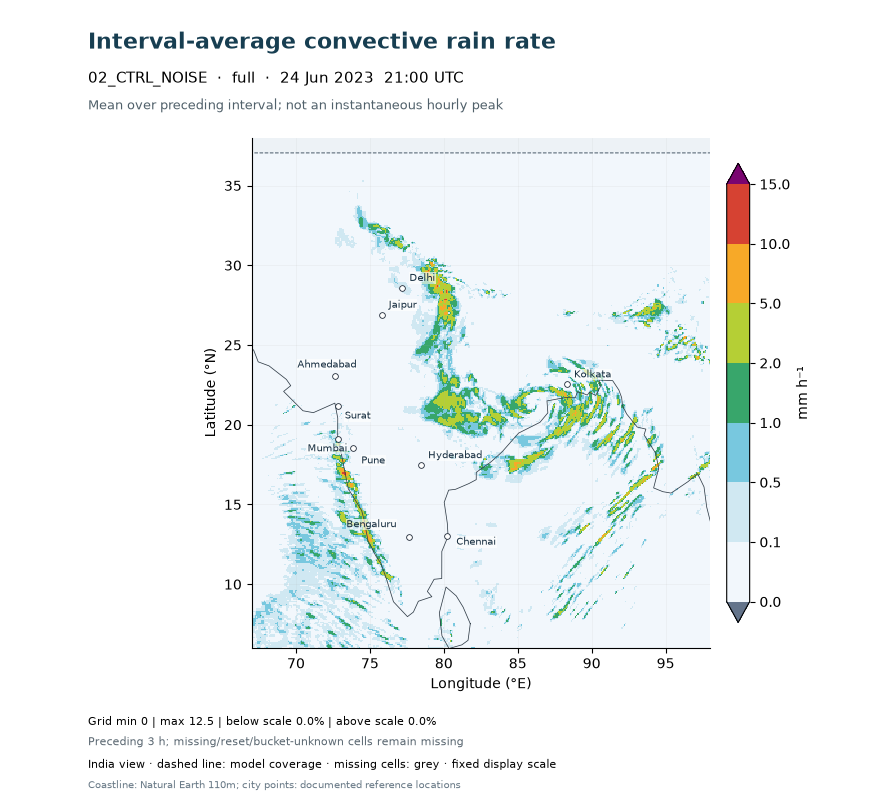 Interval-average convective rain rate
02_CTRL_NOISE · full · 24 Jun 2023 21:00 UTC
Mean over preceding interval; not an instantaneous hourly peak
35
30
25
20
15
10
Latitude (°N)
70
75
80
85
90
95
Longitude (°E)
Delhi
Jaipur
Ahmedabad
Kolkata
Surat
Mumbai
Pune
Hyderabad
Bengaluru
Chennai
15.0
10.0
5.0
2.0
1.0
0.5
0.1
0.0
mm h⁻¹
Grid min 0 | max 12.5 | below scale 0.0% | above scale 0.0%
Preceding 3 h; missing/reset/bucket-unknown cells remain missing
India view · dashed line: model coverage · missing cells: grey · fixed display scale
Coastline: Natural Earth 110m; city points: documented reference locations